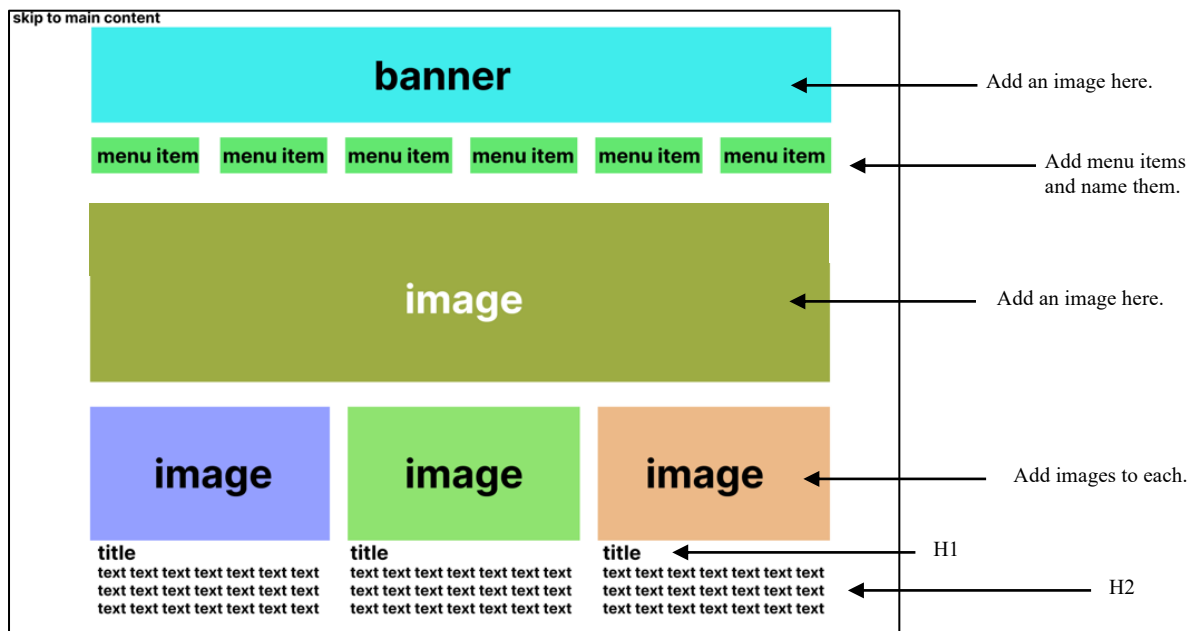 skip to main content
banner
Add an image here.
menu item menu item menu item menu item menu item menu item
Add menu items
and name them.
image
Add an image here.
image image image
Add images to each.
title title title
H1
text text text text text text text text text text text text text text text text text text text text text
text text text text text text text text text text text text text text text text text text text text text
H2
text text text text text text text text text text text text text text text text text text text text text